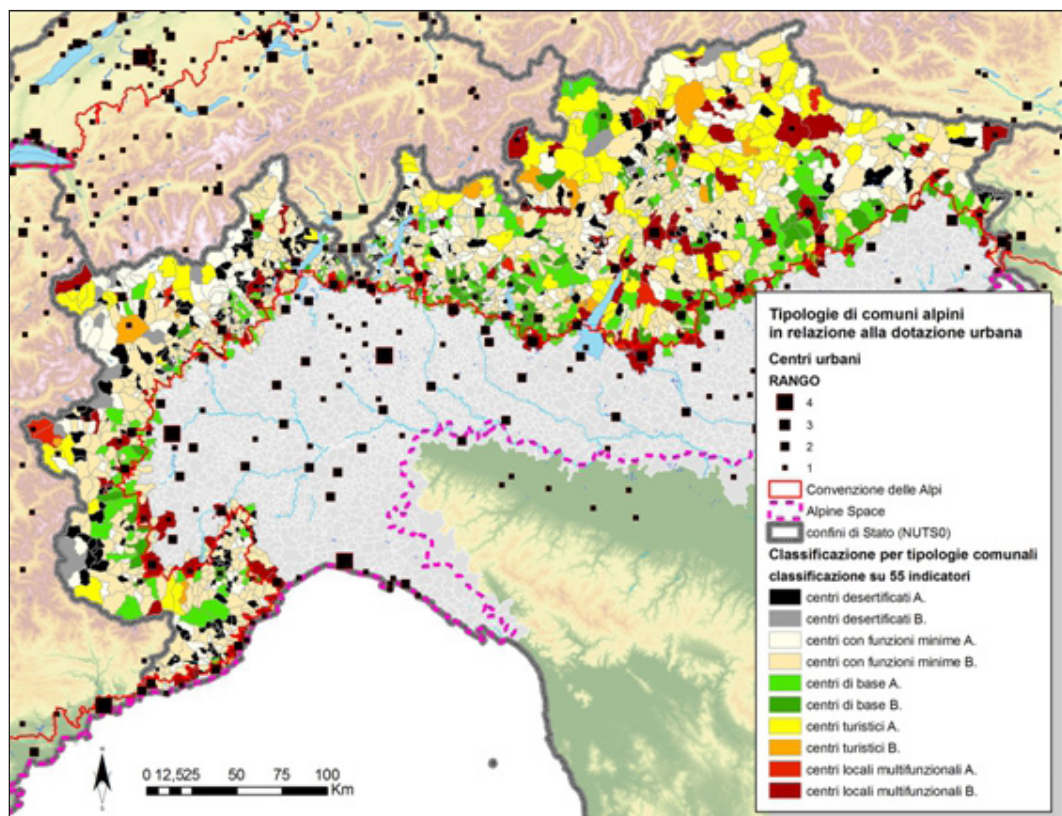 Tipologie di comuni alpini
in relazione alla dotazione urbana
Centri urbani
RANGO
4
3
2
1
Convenzione delle Alpi
Alpine Space
confini di Stato (NUTS0)
Classificazione per tipologie comunali
classificazione su 55 indicatori
centri desertificati A.
centri desertificati B.
centri con funzioni minime A.
centri con funzioni minime B.
centri di base A.
centri di base B.
centri turistici A.
centri turistici B.
centri locali multifunzionali A.
centri locali multifunzionali B.
0 12,525 50 75 100
Km